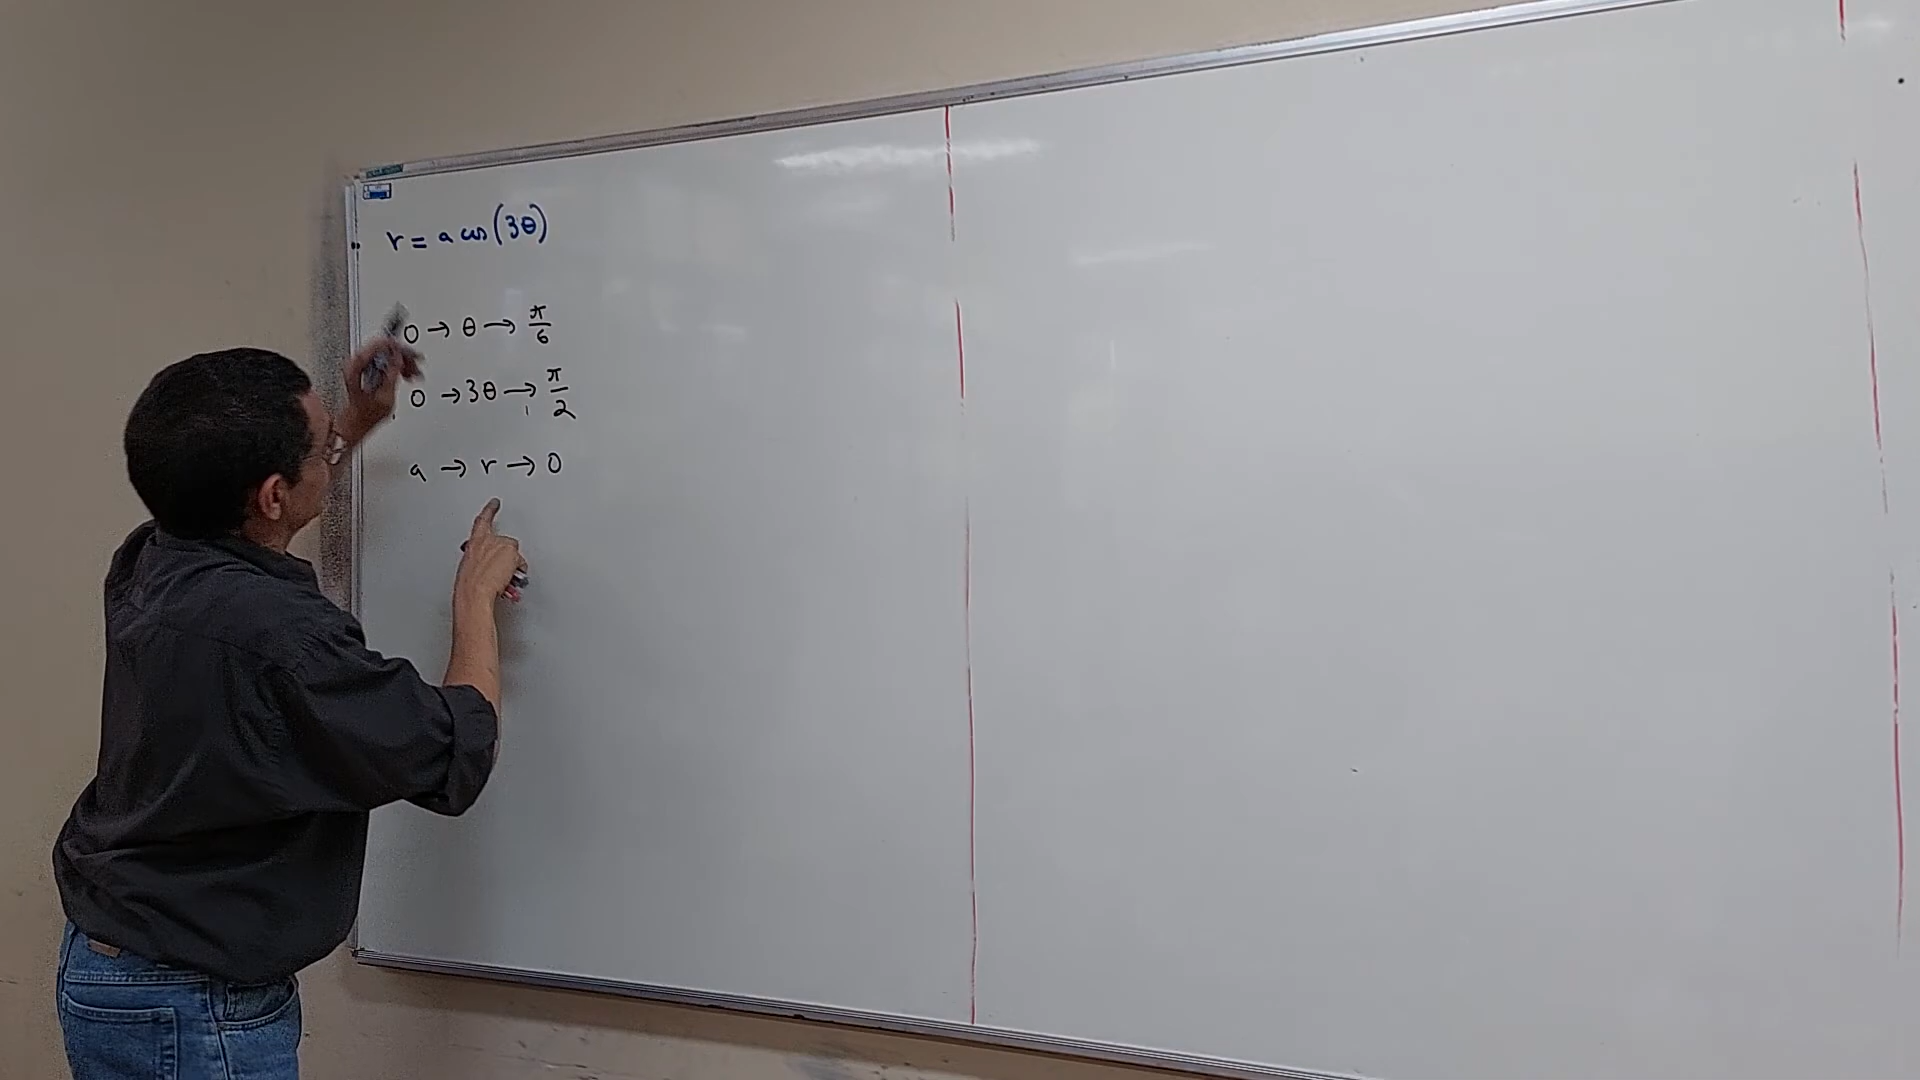 r = a cos(3θ)
0 → θ → π/6
0 → 3θ → π/2
a → r → 0